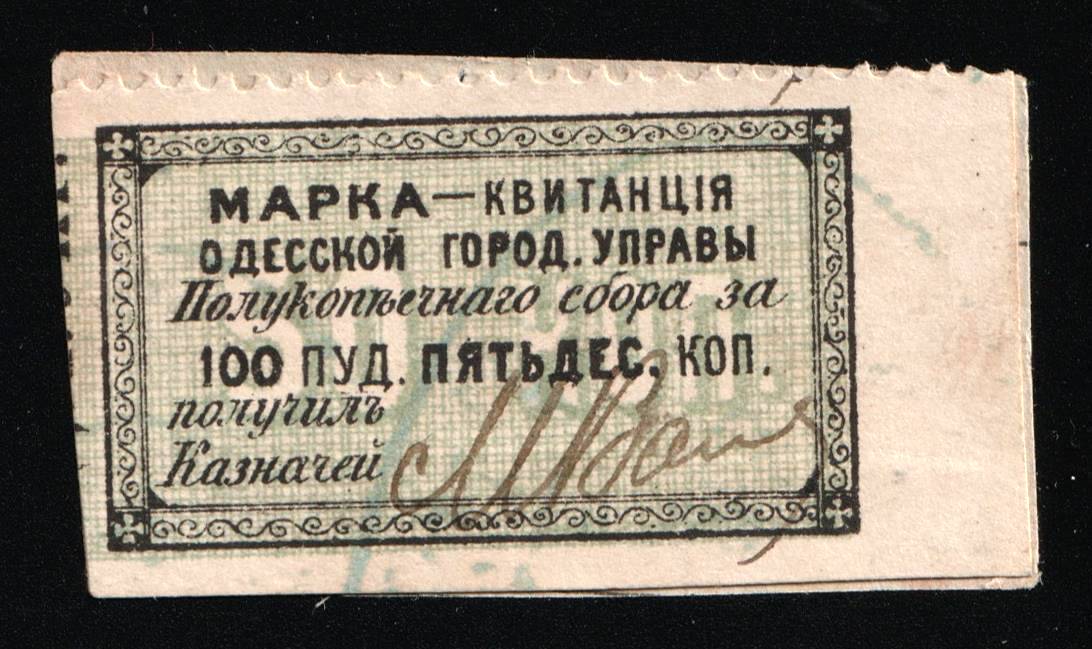 МАРКА—КВИТАНЦІЯ
ОДЕССКОЙ ГОРОД. УПРАВЫ
Полукопѣечнаго сбора за
100 ПУД. ПЯТЬДЕС. КОП.
получилъ
Казначей